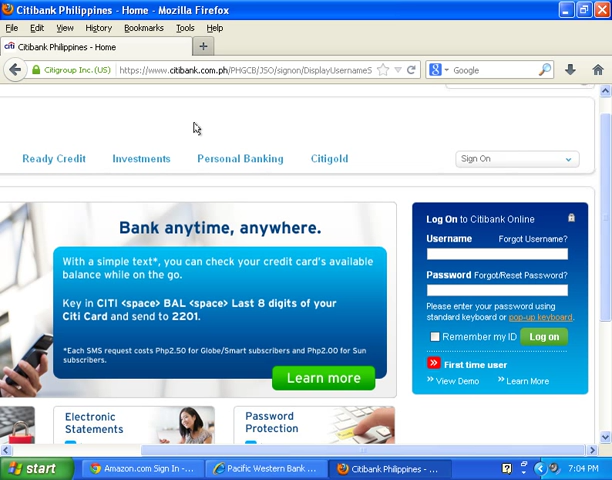 Citibank Philippines - Home - Mozilla Firefox
File Edit View History Bookmarks Tools Help
citi Citibank Philippines - Home
Citigroup Inc. (US) https://www.citibank.com.ph/PHGCB/JSO/signon/DisplayUsernameS
Google
Ready Credit Investments Personal Banking Citigold Sign On
Bank anytime, anywhere.
With a simple text*, you can check your credit card's available
balance while on the go.
Key in CITI <space> BAL <space> Last 8 digits of your
Citi Card and send to 2201.
*Each SMS request costs Php2.50 for Globe/Smart subscribers and Php2.00 for Sun
subscribers.
Learn more
Log On to Citibank Online
Username Forgot Username?
Password Forgot/Reset Password?
Please enter your password using
standard keyboard or pop-up keyboard.
Remember my ID Log on
First time user
View Demo Learn More
Electronic
Statements
Password
Protection
start Amazon.com Sign In -... Pacific Western Bank ... Citibank Philippines - ... 7:04 PM